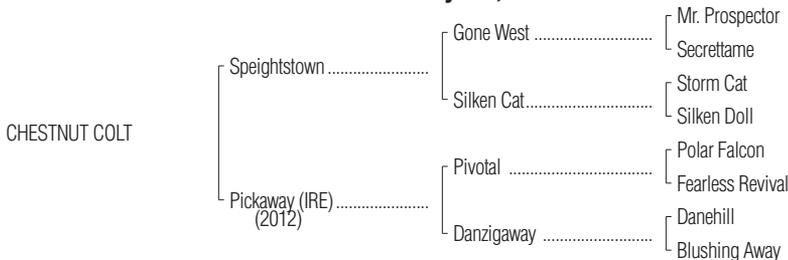 Mr. Prospector
Gone West ............................
Secrettame
Speightstown ........................
Storm Cat
Silken Cat..............................
Silken Doll
CHESTNUT COLT
Polar Falcon
Pivotal ..................................
Fearless Revival
Pickaway (IRE) ......................
(2012)
Danehill
Danzigaway ..........................
Blushing Away